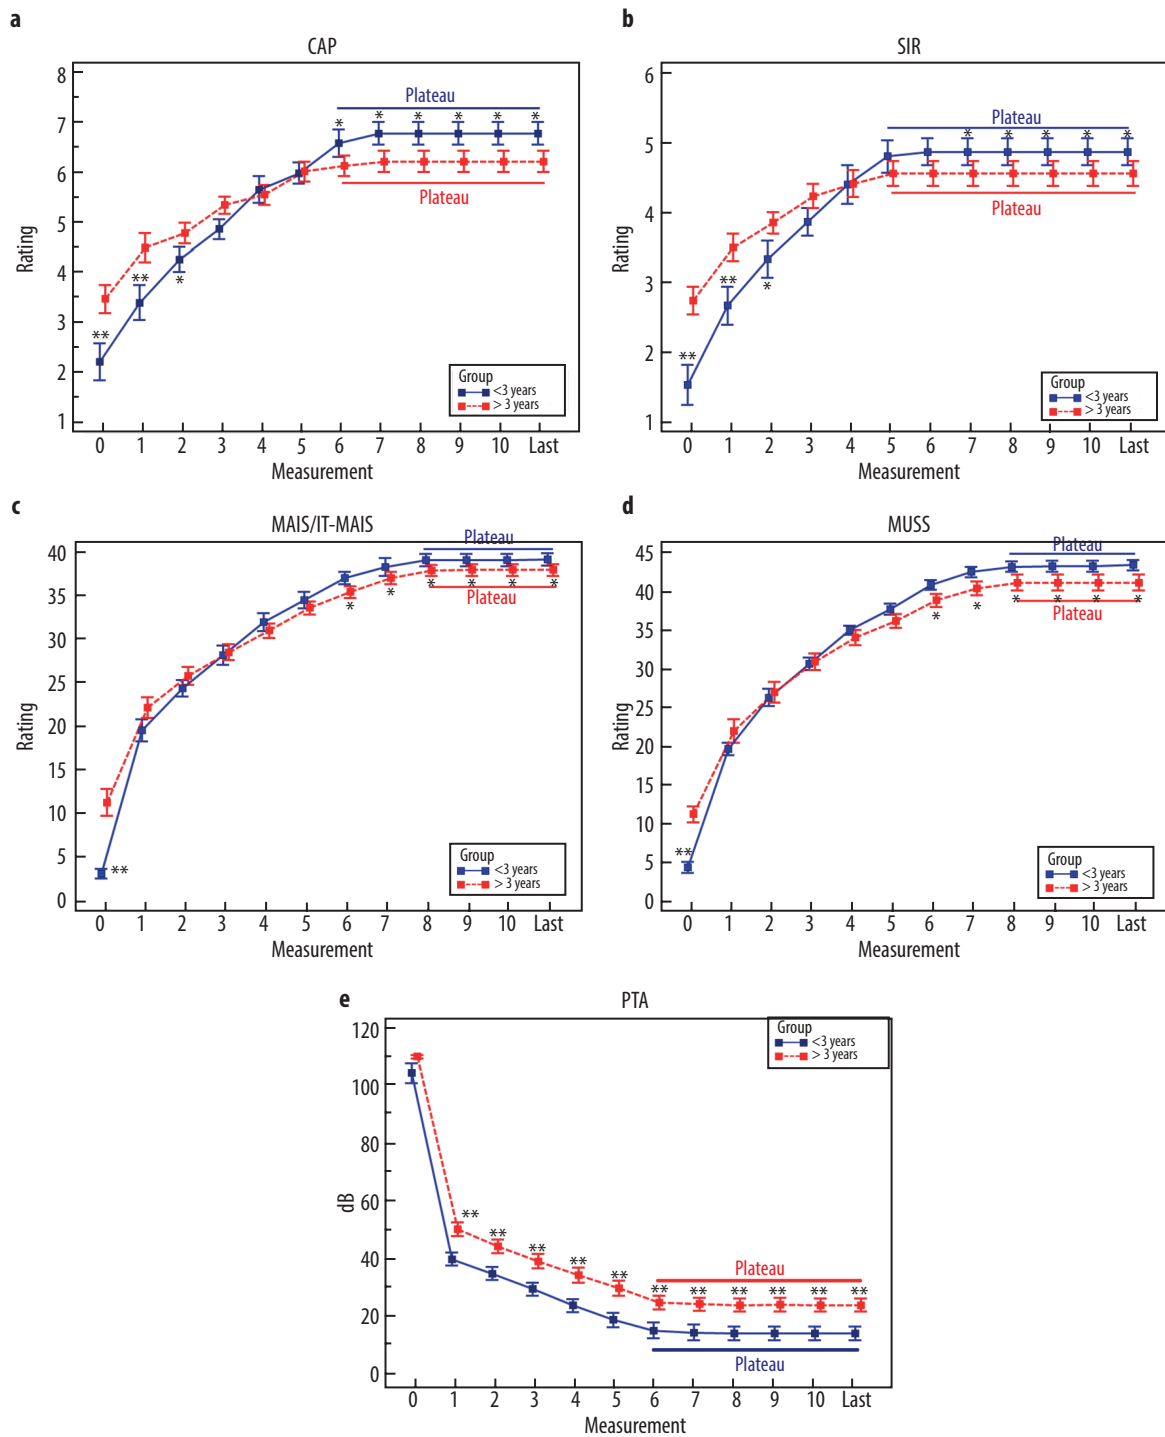 a
CAP
8
7
6
5
4
3
2
1
Rating
Plateau
* * * * * *
Plateau
**
**
*
Group
<3 years
> 3 years
0 1 2 3 4 5 6 7 8 9 10 Last
Measurement
b
SIR
6
5
4
3
2
1
Rating
Plateau
* * * * *
Plateau
**
**
*
Group
<3 years
> 3 years
0 1 2 3 4 5 6 7 8 9 10 Last
Measurement
c
MAIS/IT-MAIS
40
35
30
25
20
15
10
5
0
Rating
Plateau
* * * * * *
Plateau
**
Group
<3 years
> 3 years
0 1 2 3 4 5 6 7 8 9 10 Last
Measurement
d
MUSS
45
40
35
30
25
20
15
10
5
0
Rating
Plateau
* * * * * *
Plateau
**
Group
<3 years
> 3 years
0 1 2 3 4 5 6 7 8 9 10 Last
Measurement
e
PTA
120
100
80
60
40
20
0
dB
Group
<3 years
> 3 years
** ** ** ** ** ** ** ** ** ** **
Plateau
Plateau
0 1 2 3 4 5 6 7 8 9 10 Last
Measurement